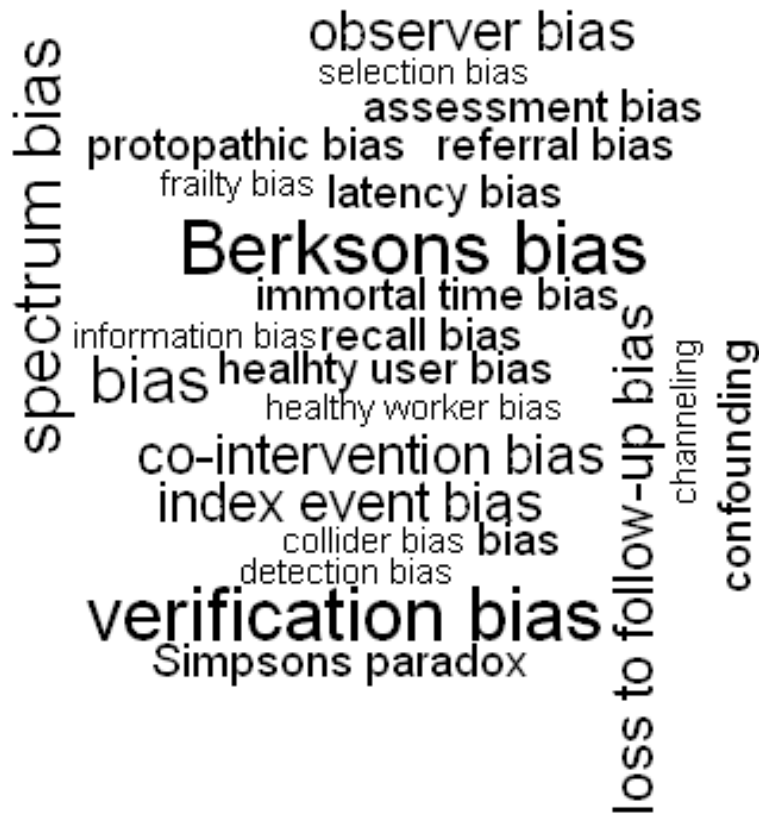 observer bias
selection bias
assessment bias
protopathic bias referral bias
frailty bias latency bias
Berksons bias
immortal time bias
information bias recall bias
bias healhty user bias
healthy worker bias
co-intervention bias
index event bias
collider bias bias
detection bias
verification bias
Simpsons paradox
spectrum bias
loss to follow-up bias
channeling
confounding